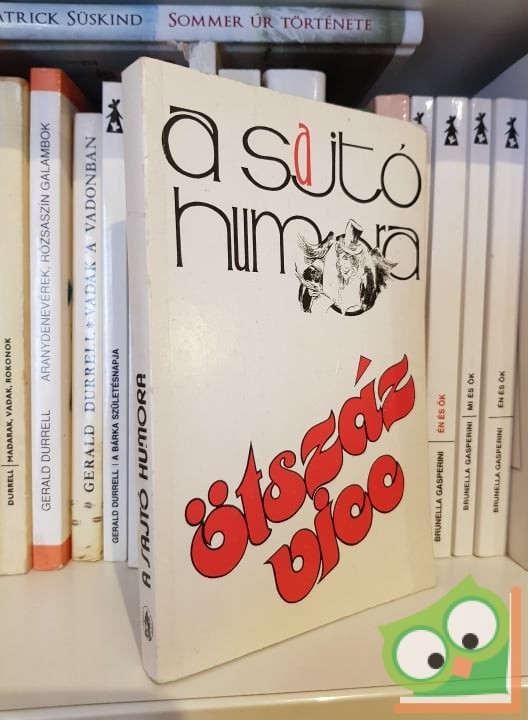 PATRICK SÜSKIND SOMMER ÚR TÖRTÉNETE
a sajtó
humora
ötszáz
vicc
A SAJTÓ HUMORA
DURRELL | MADARAK, VADAK, ROKONOK
GERALD DURRELL ARANYDENEVÉREK, RÓZSASZÍN GALAMBOK
GERALD DURRELL * VADAK A VADONBAN
GERALD DURRELL | A BÁRKA SZÜLETÉSNAPJA
BRUNELLA GASPERINI | ÉN ÉS ŐK
BRUNELLA GASPERINI | MI ÉS ŐK
BRUNELLA GASPERINI | ÉN ÉS ŐK